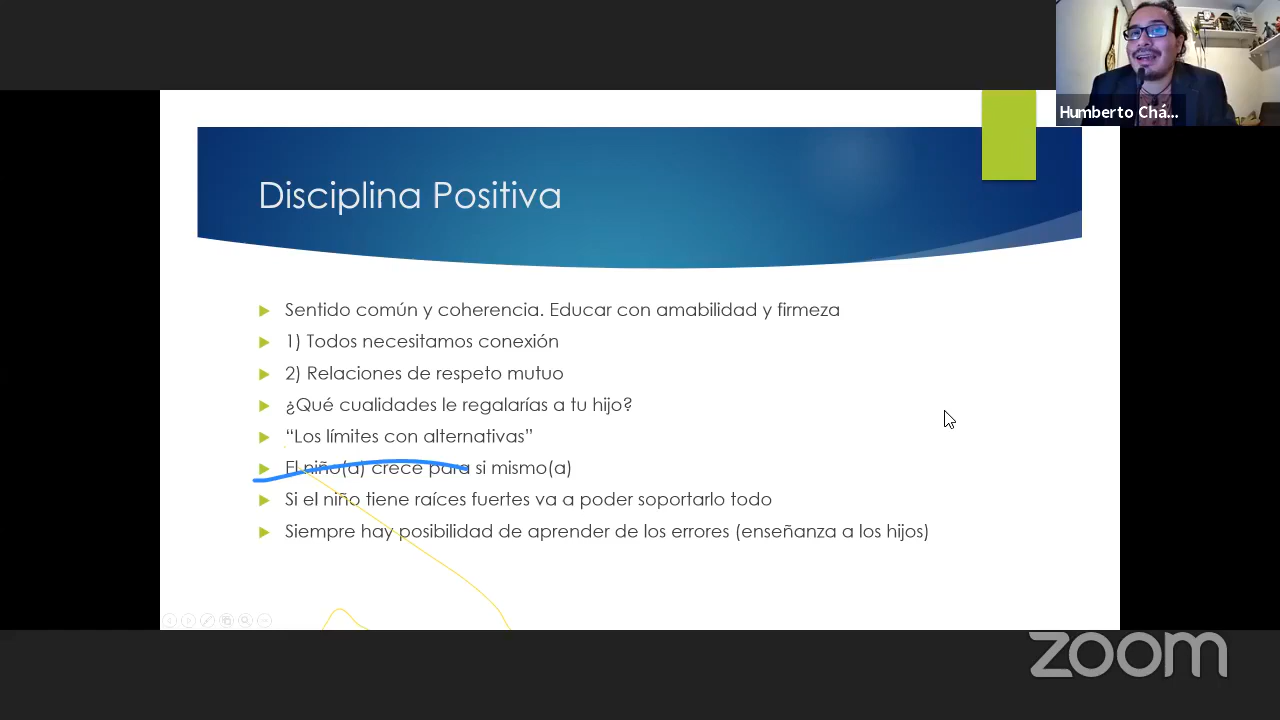 Humberto Chá...
Disciplina Positiva
Sentido común y coherencia. Educar con amabilidad y firmeza
1) Todos necesitamos conexión
2) Relaciones de respeto mutuo
¿Qué cualidades le regalarías a tu hijo?
“Los límites con alternativas”
El niño(a) crece para si mismo(a)
Si el niño tiene raíces fuertes va a poder soportarlo todo
Siempre hay posibilidad de aprender de los errores (enseñanza a los hijos)
zoom